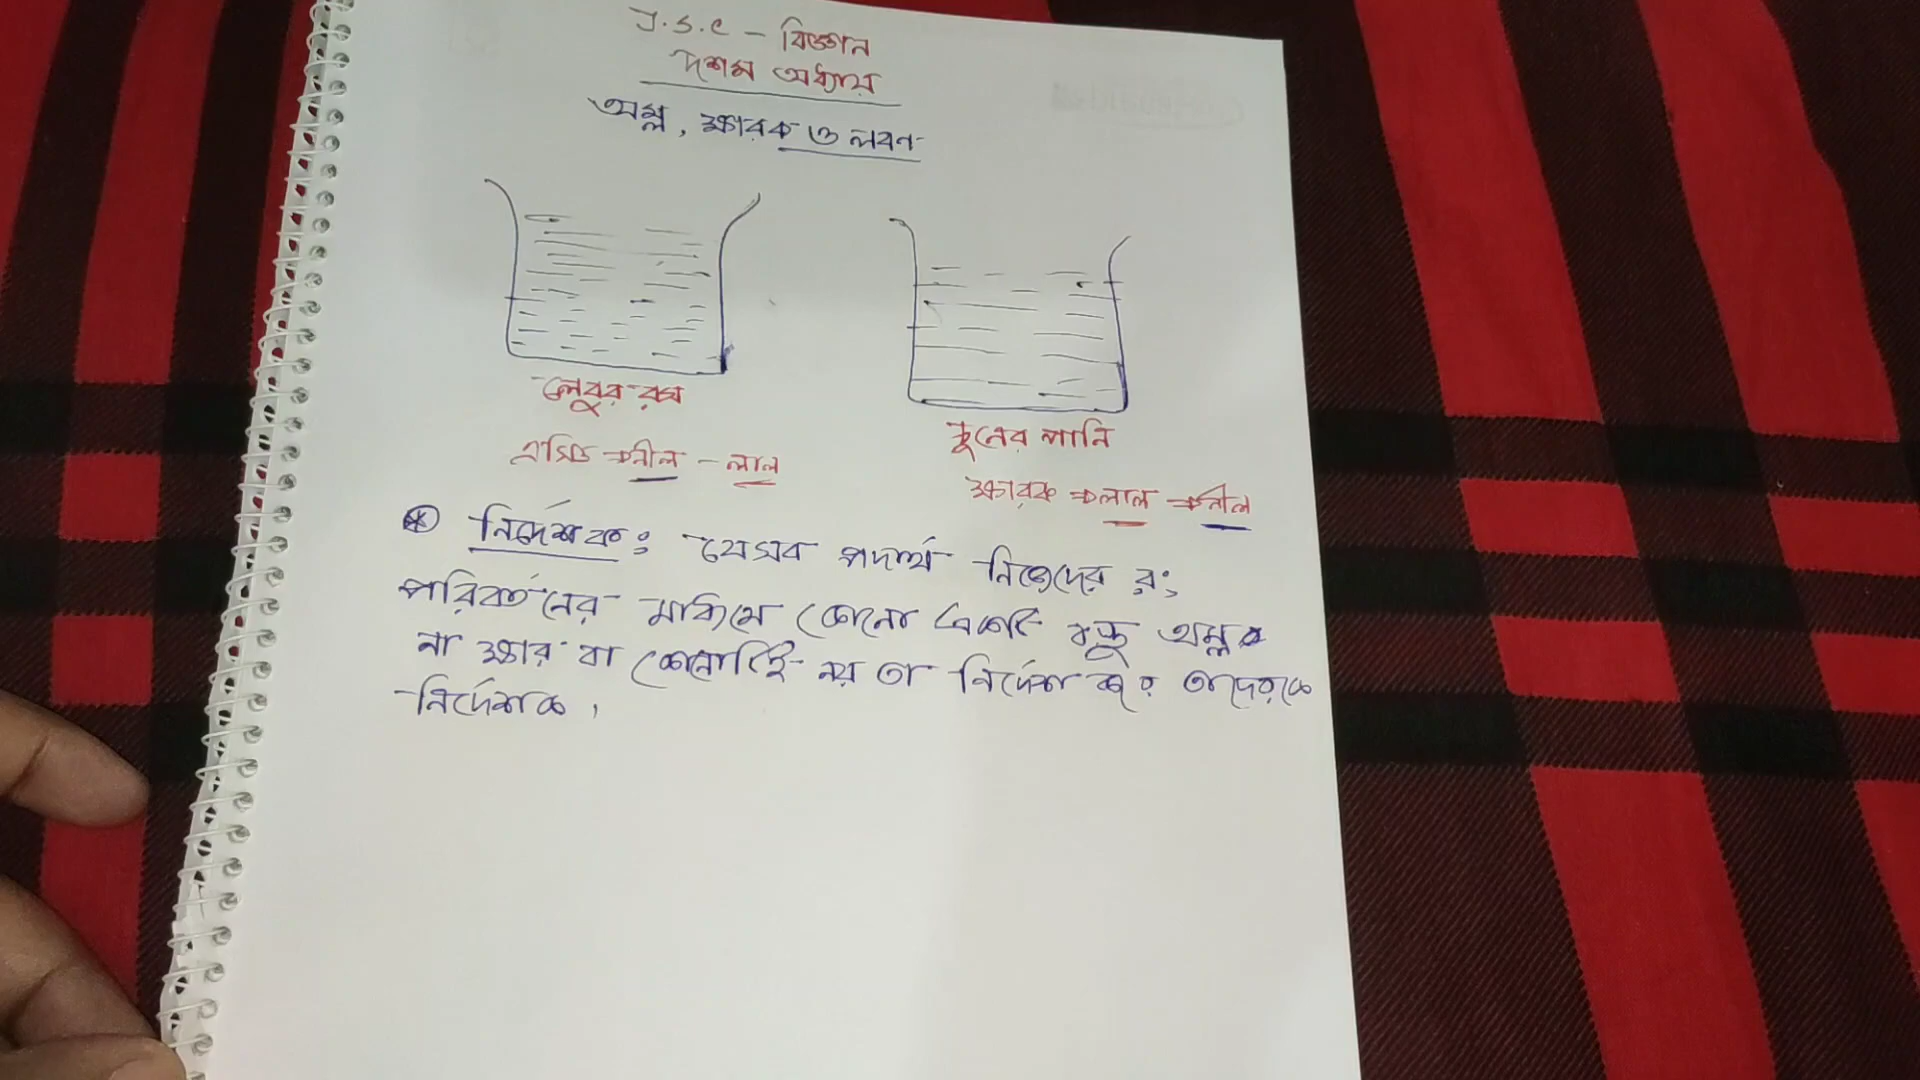 J.S.C - বিজ্ঞান
দশম অধ্যায়
অম্ল, ক্ষারক ও লবণ
লেবুর রস
চুনের পানি
এসিড ⇒ নীল - লাল
ক্ষারক ⇒ লাল ⇒ নীল
নির্দেশক: যেসব পদার্থ নিজেদের রং
পরিবর্তনের মাধ্যমে কোনো একটি বস্তু অম্ল
না ক্ষার বা কোনোটিই নয় তা নির্দেশ করে তাদেরকে
নির্দেশক ,